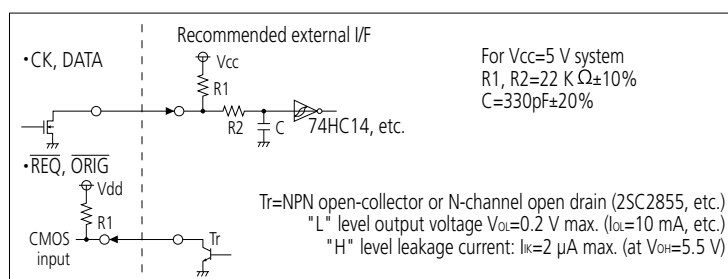 Recommended external I/F
•CK, DATA
Vcc
R1
R2
C
74HC14, etc.
For Vcc=5 V system
R1, R2=22 K Ω±10%
C=330pF±20%
•REQ, ORIG
Vdd
R1
CMOS
input
Tr
Tr=NPN open-collector or N-channel open drain (2SC2855, etc.)
"L" level output voltage VOL=0.2 V max. (IOL=10 mA, etc.)
"H" level leakage current: IIK=2 µA max. (at VOH=5.5 V)